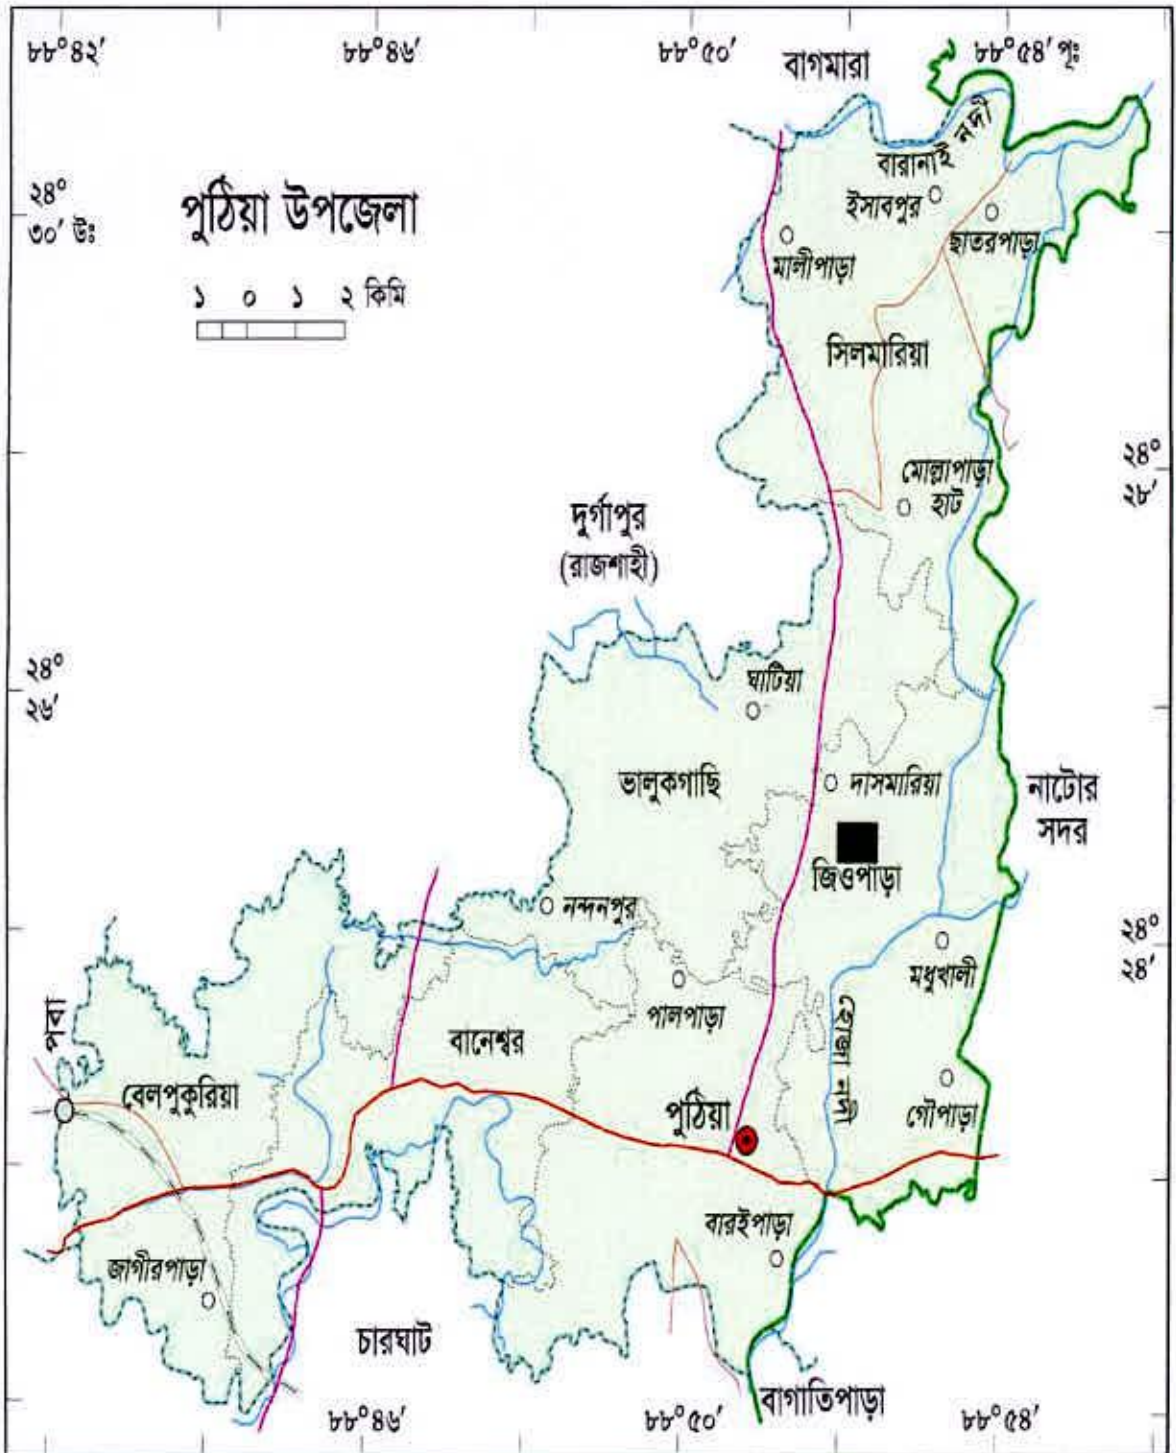 ৮৮°৪২′ ৮৮°৪৬′ ৮৮°৫০′ ৮৮°৫৪′ পূঃ
বাগমারা
বারানাই নদী
২৪°
৩০′ উঃ
পুঠিয়া উপজেলা
ইসাবপুর
ছাতরপাড়া
মালীপাড়া
১ ০ ১ ২ কিমি
সিলমারিয়া
মোল্লাপাড়া
হাট
২৪°
২৮′
দুর্গাপুর
(রাজশাহী)
২৪°
২৬′
ঘাটিয়া
ভালুকগাছি
দাসমারিয়া
নাটোর
সদর
জিওপাড়া
নন্দনপুর
২৪°
২৪′
মধুখালী
পালপাড়া
হোজা নদী
পবা
বানেশ্বর
বেলপুকুরিয়া
পুঠিয়া
গৌপাড়া
বারইপাড়া
জাগীরপাড়া
চারঘাট
বাগাতিপাড়া
৮৮°৪৬′ ৮৮°৫০′ ৮৮°৫৪′